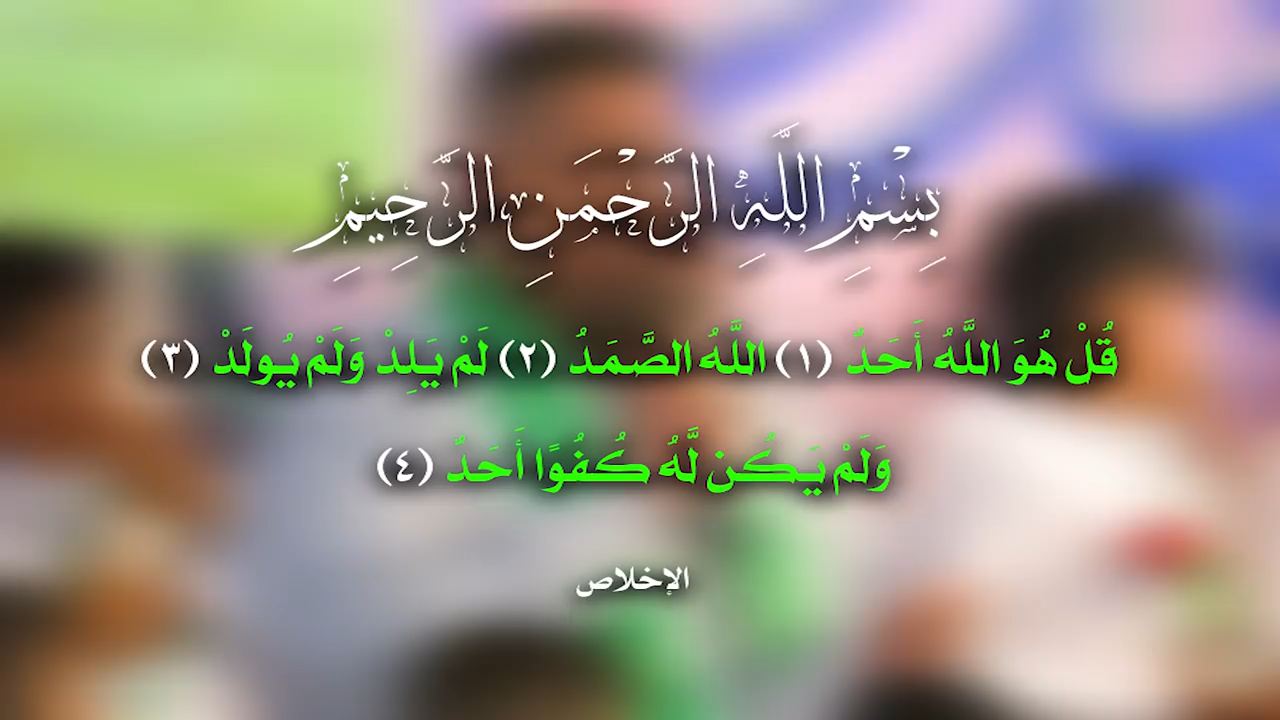 بِسْمِ اللَّهِ الرَّحْمَنِ الرَّحِيمِ
قُلْ هُوَ اللَّهُ أَحَدٌ (١) اللَّهُ الصَّمَدُ (٢) لَمْ يَلِدْ وَلَمْ يُولَدْ (٣)
وَلَمْ يَكُن لَّهُ كُفُوًا أَحَدٌ (٤)
الإخلاص